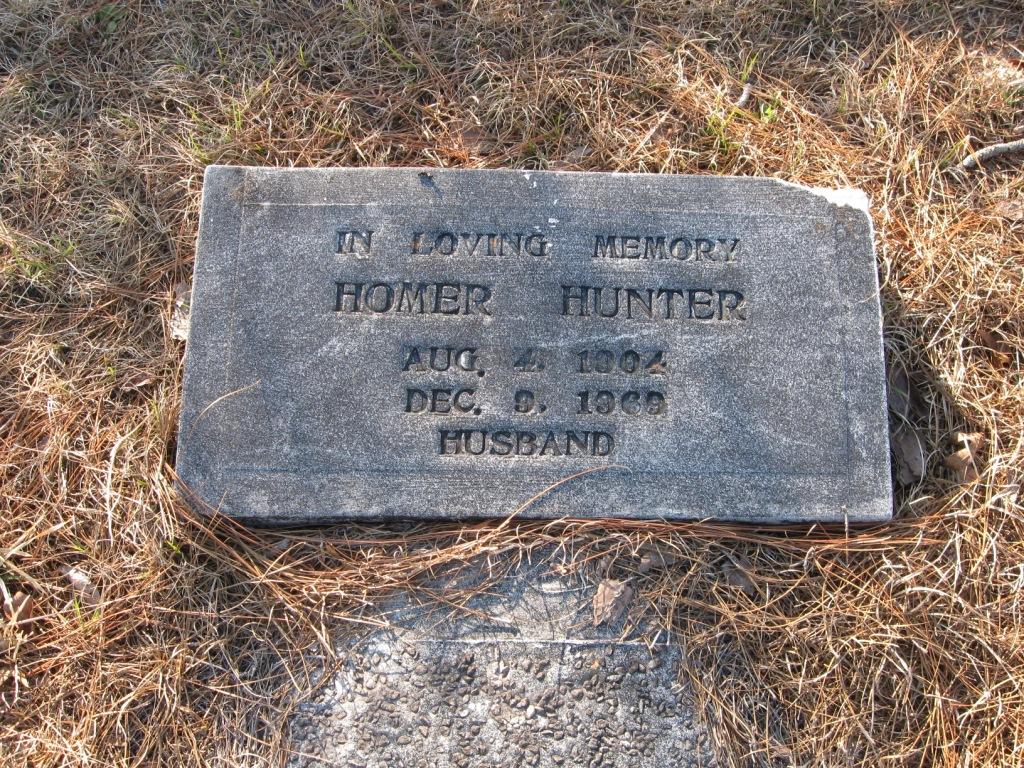 IN LOVING MEMORY
HOMER HUNTER
AUG. 4. 1904
DEC. 9. 1969
HUSBAND